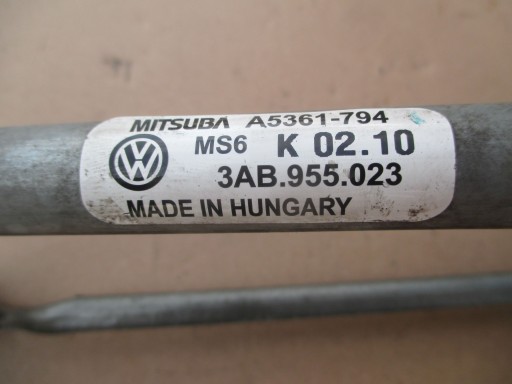 MITSUBA A5361-794
MS6 K 02.10
3AB.955.023
MADE IN HUNGARY